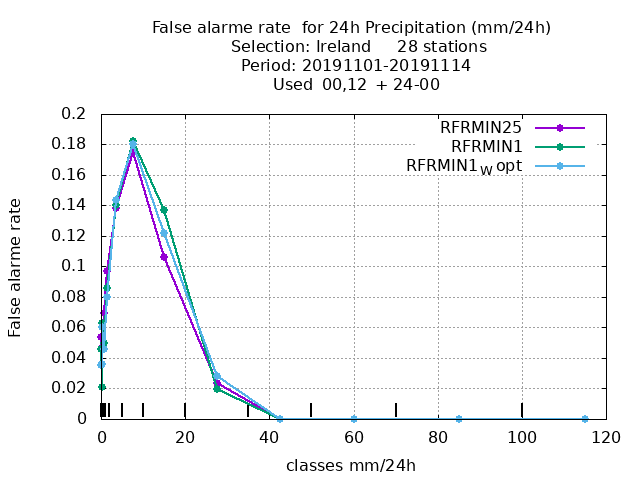 False alarme rate  for 24h Precipitation (mm/24h)
Selection: Ireland     28 stations
Period: 20191101-20191114
Used  00,12  + 24-00
RFRMIN25
RFRMIN1
RFRMIN1W opt
0.2
0.18
0.16
0.14
0.12
0.1
0.08
0.06
0.04
0.02
0
False alarme rate
0 20 40 60 80 100 120
classes mm/24h